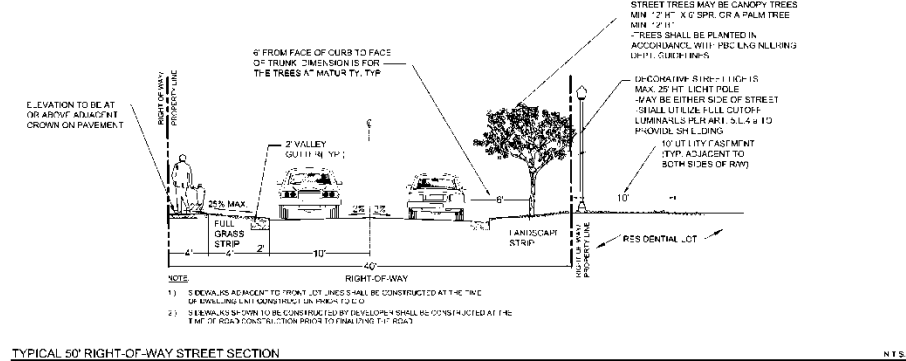 STREET TREES MAY BE CANOPY TREES
MIN. 12' HT. X 6' SPR. OR A PALM TREE
MIN. 12' HT.
-TREES SHALL BE PLANTED IN
ACCORDANCE WITH PBC ENGINEERING
DEPT. GUIDELINES
6' FROM FACE OF CURB TO FACE
OF TRUNK. DIMENSION IS FOR
THE TREES AT MATURITY, TYP
RIGHT OF WAY/
PROPERTY LINE
DECORATIVE STREET LIGHTS
MAX. 25' HT. LIGHT POLE
-MAY BE EITHER SIDE OF STREET
-SHALL UTILIZE FULL CUTOFF
LUMINARIES PER ART. 5.E.4.e TO
PROVIDE SHIELDING
ELEVATION TO BE AT
OR ABOVE ADJACENT
CROWN ON PAVEMENT
2' VALLEY
GUTTER(TYP.)
10' UTILITY EASEMENT
(TYP. ADJACENT TO
BOTH SIDES OF R/W)
25% MAX.
2%
6'
10'
FULL
GRASS
STRIP
LANDSCAPE
STRIP
RESIDENTIAL LOT
4'
4'
2'
10'
40'
RIGHT OF WAY/
PROPERTY LINE
RIGHT-OF-WAY
NOTE:
1.) SIDEWALKS ADJACENT TO FRONT LOT LINES SHALL BE CONSTRUCTED AT THE TIME
OF DWELLING UNIT CONSTRUCTION PRIOR TO C.O.
2.) SIDEWALKS SHOWN TO BE CONSTRUCTED BY DEVELOPER SHALL BE CONSTRUCTED AT THE
TIME OF ROAD CONSTRUCTION PRIOR TO FINALIZING THE ROAD
TYPICAL 50' RIGHT-OF-WAY STREET SECTION
N.T.S.